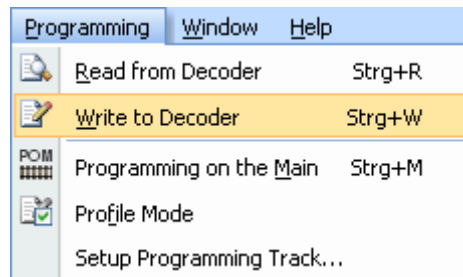 Programming Window Help
Read from Decoder Strg+R
Write to Decoder Strg+W
POM Programming on the Main Strg+M
Profile Mode
Setup Programming Track...